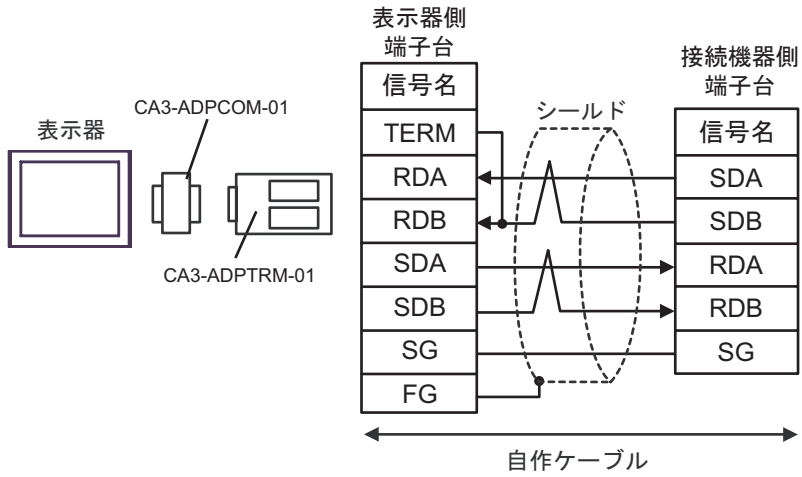 表示器
CA3-ADPCOM-01
CA3-ADPTRM-01
表示器側
端子台
信号名
TERM
RDA
RDB
SDA
SDB
SG
FG
シールド
接続機器側
端子台
信号名
SDA
SDB
RDA
RDB
SG
自作ケーブル